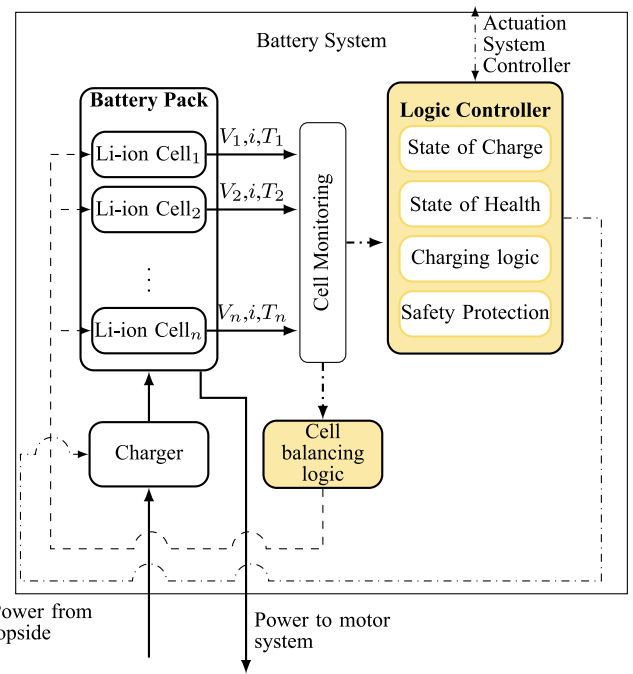 Actuation
System
Controller
Battery System
Battery Pack
Li-ion Cell₁
V₁,i,T₁
Li-ion Cell₂
V₂,i,T₂
⋮
Li-ion Cellₙ
Vₙ,i,Tₙ
Cell Monitoring
Logic Controller
State of Charge
State of Health
Charging logic
Safety Protection
Charger
Cell
balancing
logic
Power from
opside
Power to motor
system